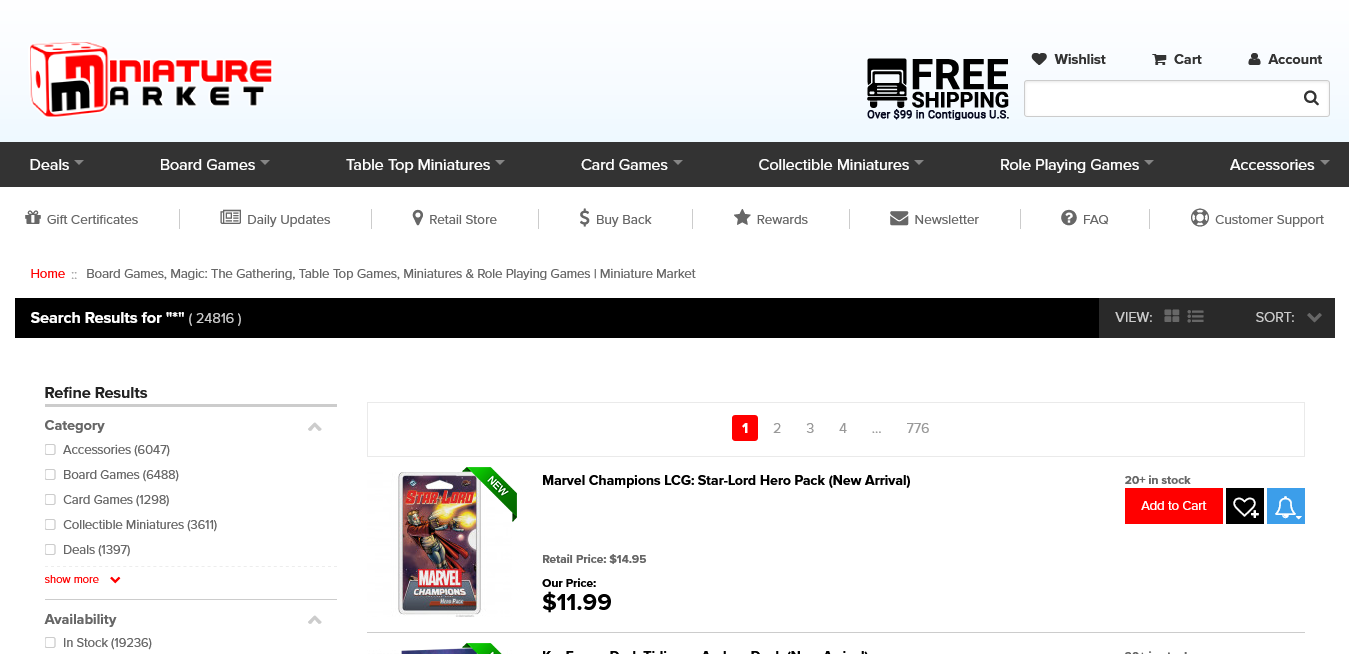 MINIATURE
MARKET
FREE
SHIPPING
Over $99 in Contiguous U.S.
Wishlist
Cart
Account
Deals
Board Games
Table Top Miniatures
Card Games
Collectible Miniatures
Role Playing Games
Accessories
Gift Certificates
Daily Updates
Retail Store
Buy Back
Rewards
Newsletter
FAQ
Customer Support
Home :: Board Games, Magic: The Gathering, Table Top Games, Miniatures & Role Playing Games | Miniature Market
Search Results for "*" ( 24816 )
VIEW:
SORT:
Refine Results
Category
Accessories (6047)
Board Games (6488)
Card Games (1298)
Collectible Miniatures (3611)
Deals (1397)
show more
Availability
In Stock (19236)
1 2 3 4 ... 776
NEW
STAR-LORD
MARVEL
CHAMPIONS
Hero Pack
Marvel Champions LCG: Star-Lord Hero Pack (New Arrival)
Retail Price: $14.95
Our Price:
$11.99
20+ in stock
Add to Cart